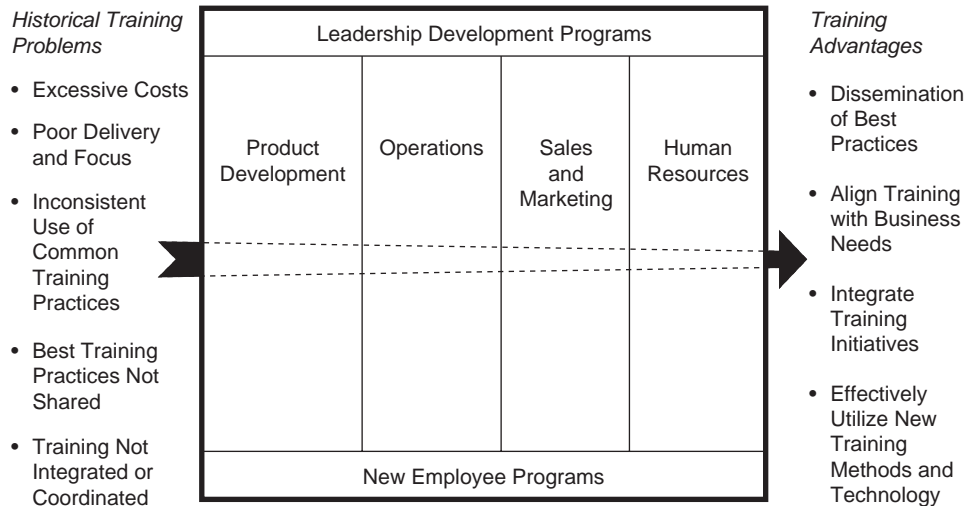 Historical Training
Problems
• Excessive Costs
• Poor Delivery
and Focus
• Inconsistent
Use of
Common
Training
Practices
• Best Training
Practices Not
Shared
• Training Not
Integrated or
Coordinated
Leadership Development Programs
Product
Development
Operations
Sales
and
Marketing
Human
Resources
New Employee Programs
Training
Advantages
• Dissemination
of Best
Practices
• Align Training
with Business
Needs
• Integrate
Training
Initiatives
• Effectively
Utilize New
Training
Methods and
Technology